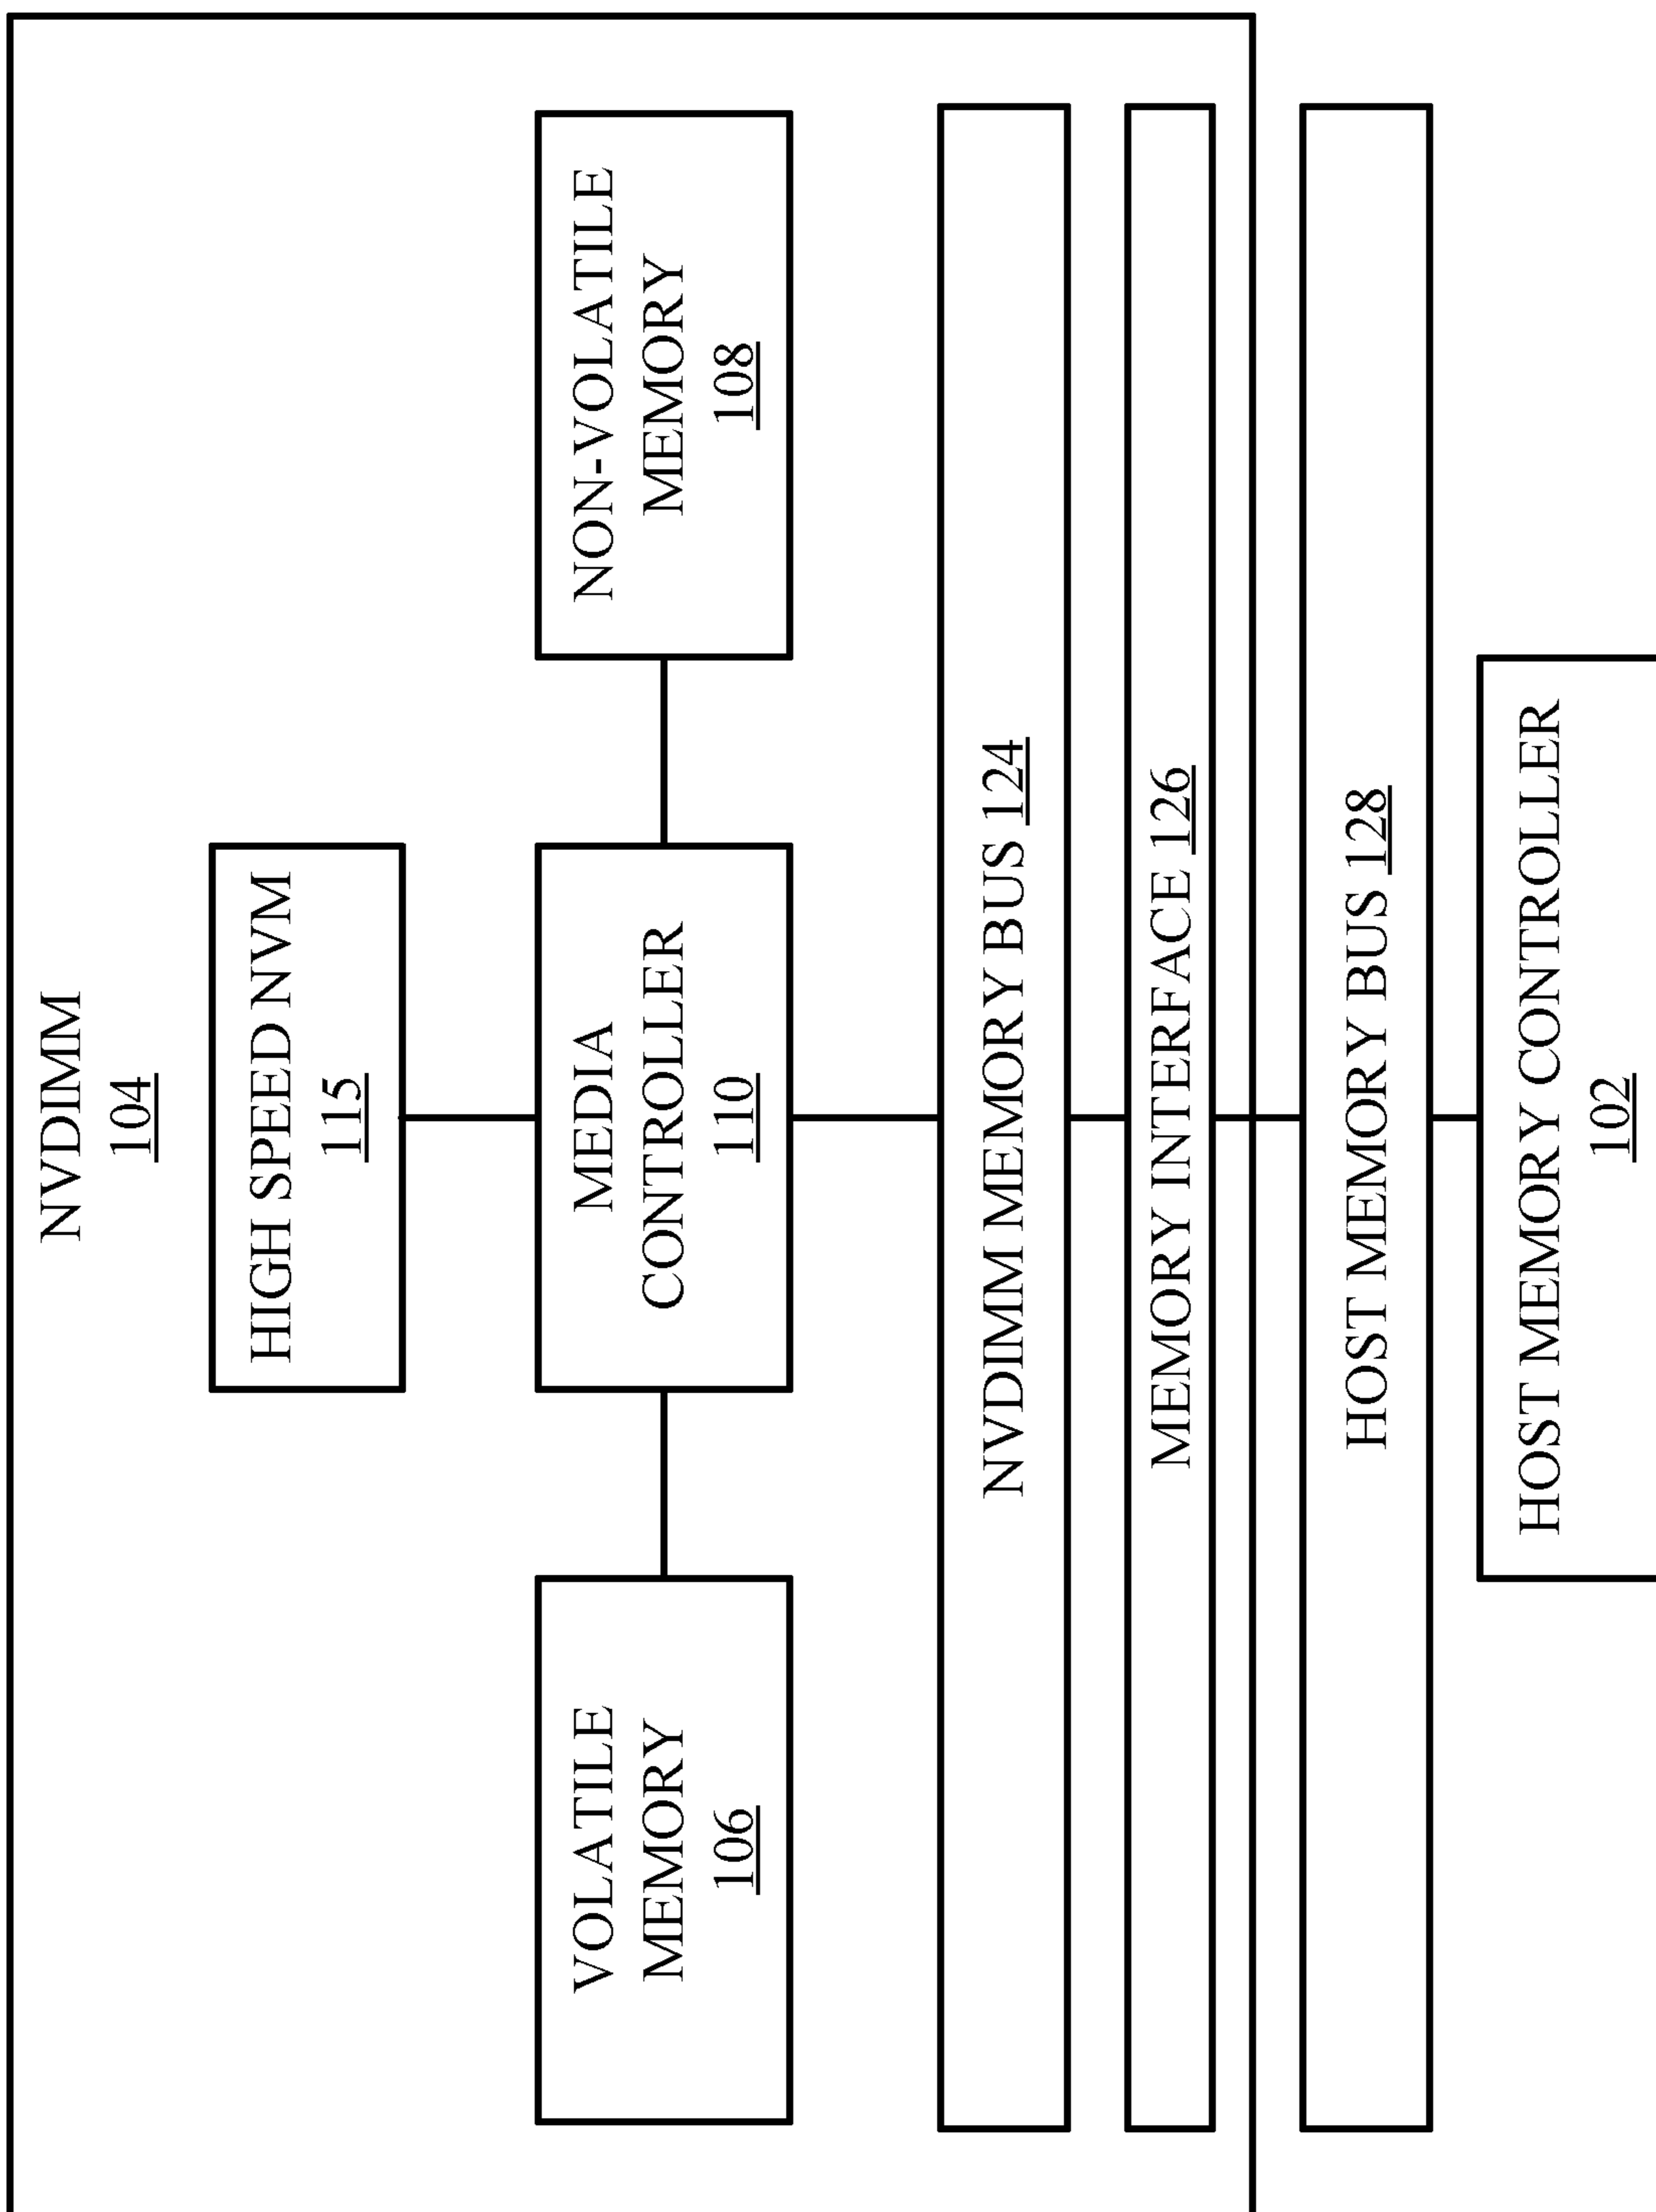 NVDIMM
104
HIGH SPEED NVM
115
VOLATILE
MEMORY
106
MEDIA
CONTROLLER
110
NON-VOLATILE
MEMORY
108
NVDIMM MEMORY BUS 124
MEMORY INTERFACE 126
HOST MEMORY BUS 128
HOST MEMORY CONTROLLER
102